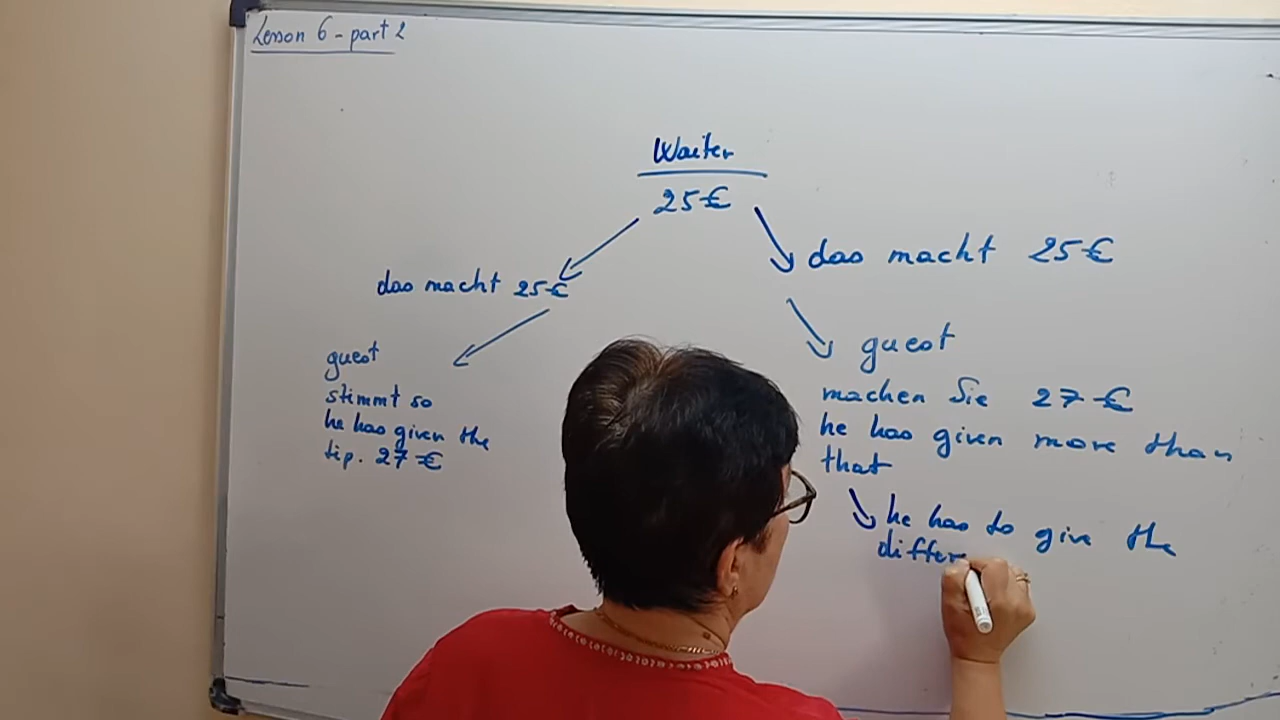 Lesson 6 - part 2
Waiter
25€
das macht 25€
guest
stimmt so
he has given the
tip. 27€
das macht 25€
guest
machen Sie 27€
he has given more than
that
he has to give the
differ